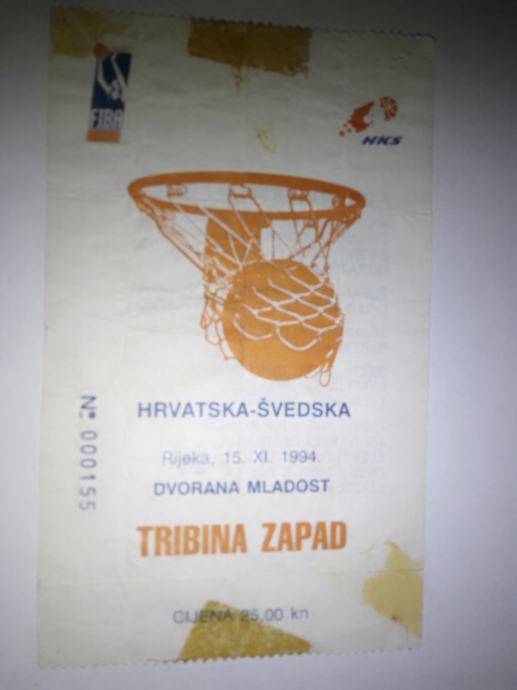 FIBA
HKS
HRVATSKA-ŠVEDSKA
Rijeka, 15. XI. 1994.
DVORANA MLADOST
TRIBINA ZAPAD
CIJENA 25,00 kn
Nº 000155